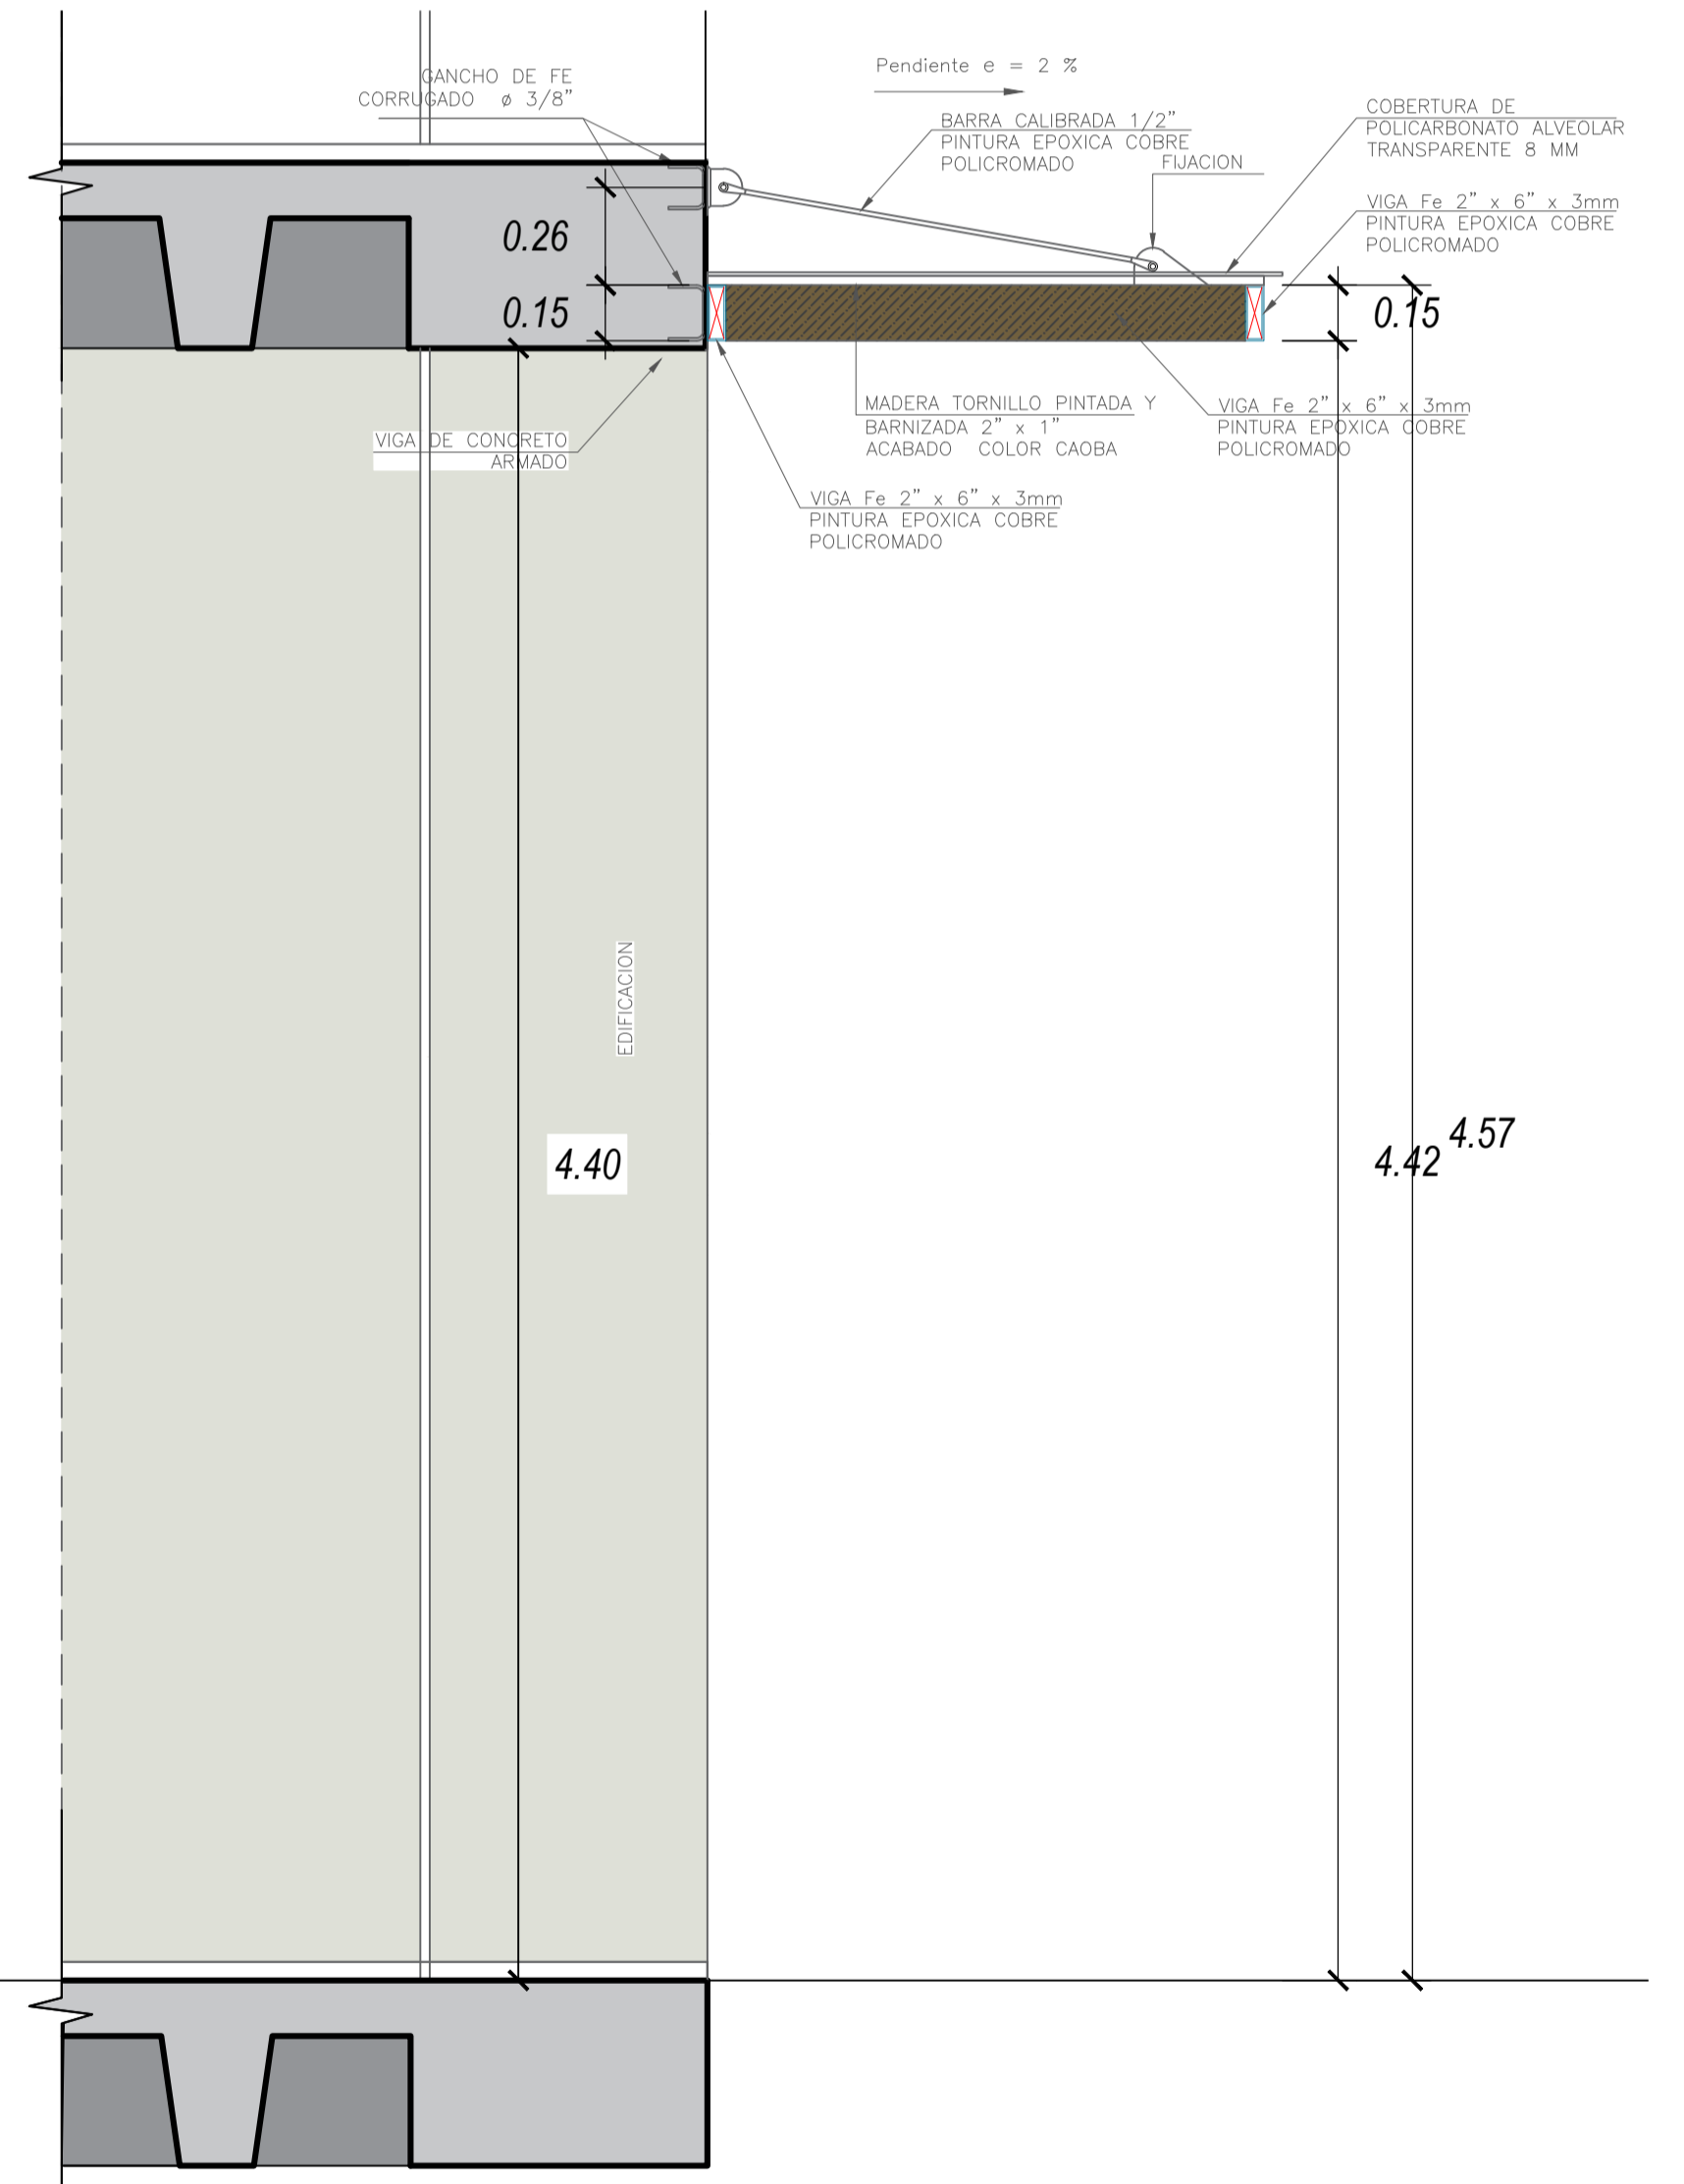 Pendiente e = 2 %
GANCHO DE FE
CORRUGADO ø 3/8”
BARRA CALIBRADA 1/2”
PINTURA EPOXICA COBRE
POLICROMADO
FIJACION
COBERTURA DE
POLICARBONATO ALVEOLAR
TRANSPARENTE 8 MM
VIGA Fe 2” x 6” x 3mm
PINTURA EPOXICA COBRE
POLICROMADO
0.26
0.15
0.15
VIGA DE CONCRETO
ARMADO
MADERA TORNILLO PINTADA Y
BARNIZADA 2” x 1”
ACABADO COLOR CAOBA
VIGA Fe 2” x 6” x 3mm
PINTURA EPOXICA COBRE
POLICROMADO
VIGA Fe 2” x 6” x 3mm
PINTURA EPOXICA COBRE
POLICROMADO
EDIFICACION
4.40
4.42
4.57